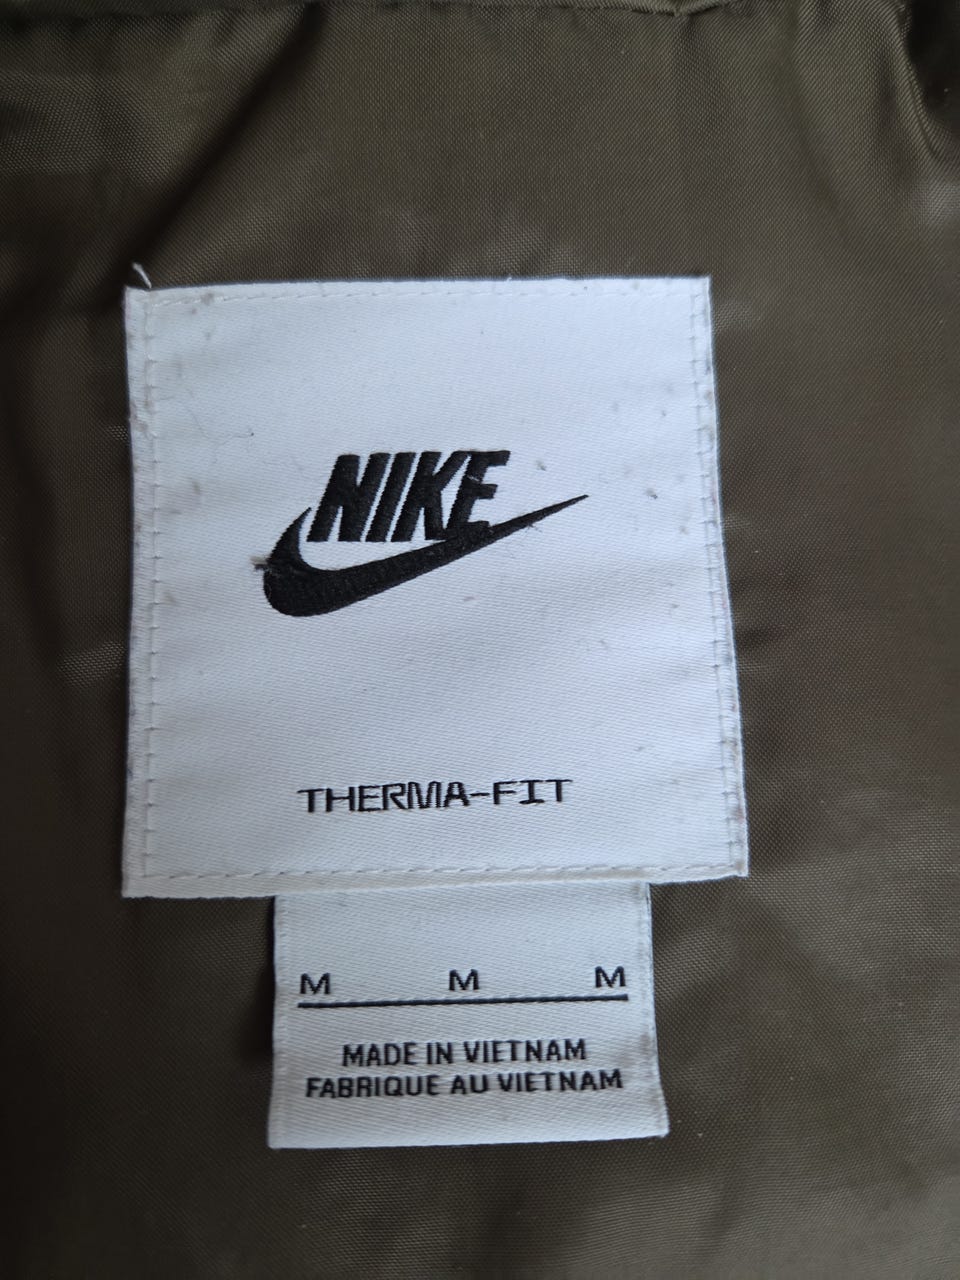 NIKE
THERMA-FIT
M M M
MADE IN VIETNAM
FABRIQUE AU VIETNAM